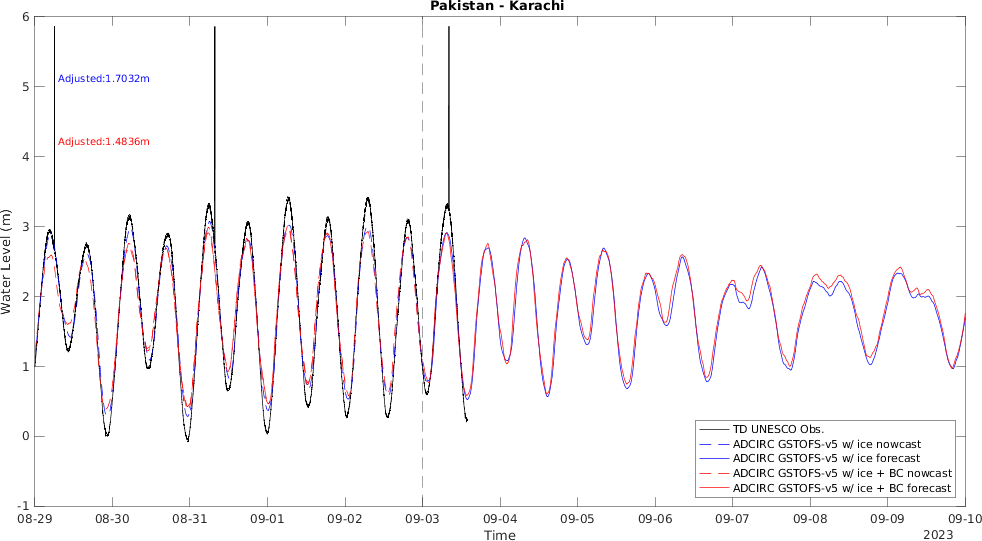 Pakistan - Karachi
6
5
4
3
2
1
0
-1
Water Level (m)
Adjusted:1.7032m
Adjusted:1.4836m
TD UNESCO Obs.
ADCIRC GSTOFS-v5 w/ ice nowcast
ADCIRC GSTOFS-v5 w/ ice forecast
ADCIRC GSTOFS-v5 w/ ice + BC nowcast
ADCIRC GSTOFS-v5 w/ ice + BC forecast
08-29 08-30 08-31 09-01 09-02 09-03 09-04 09-05 09-06 09-07 09-08 09-09 09-10
Time
2023